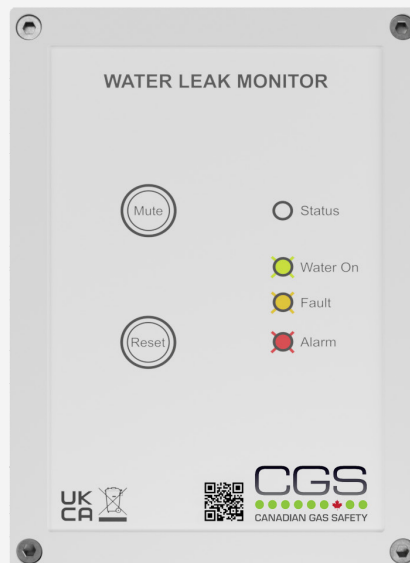 WATER LEAK MONITOR
Mute
Status
Water On
Fault
Reset
Alarm
UK
CA
CGS
CANADIAN GAS SAFETY